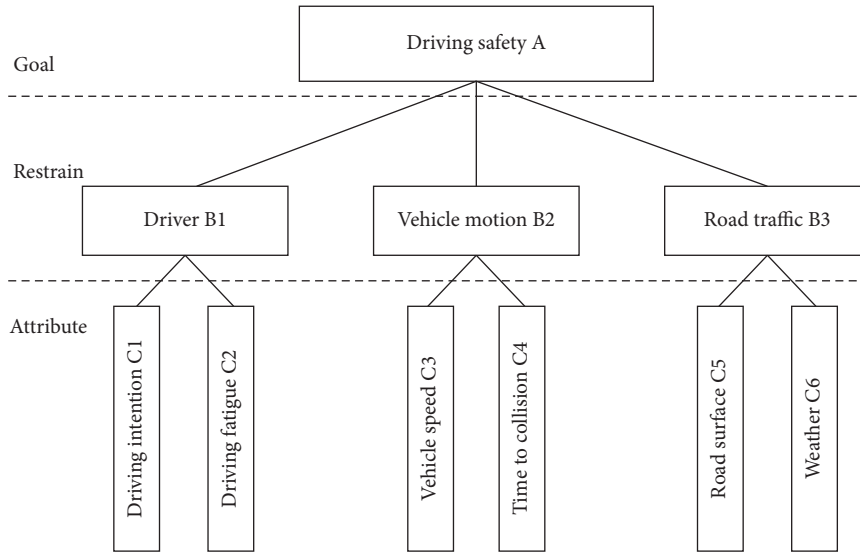 Driving safety A
Goal
Restrain
Driver B1
Vehicle motion B2
Road traffic B3
Attribute
Driving intention C1
Driving fatigue C2
Vehicle speed C3
Time to collision C4
Road surface C5
Weather C6